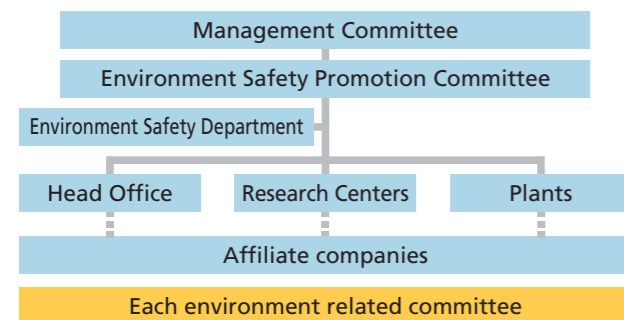 Management Committee
Environment Safety Promotion Committee
Environment Safety Department
Head Office
Research Centers
Plants
Affiliate companies
Each environment related committee